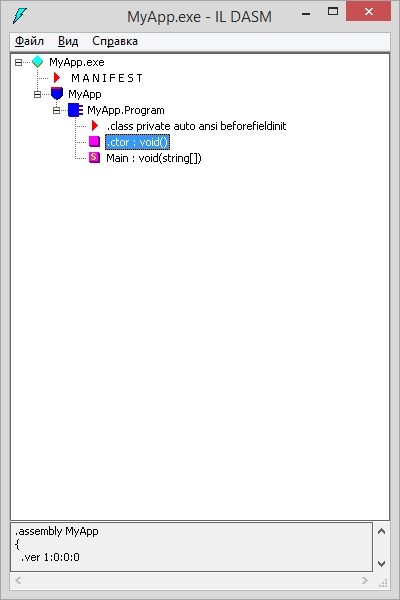 MyApp.exe - IL DASM
Файл Вид Справка
MyApp.exe
M A N I F E S T
MyApp
MyApp.Program
.class private auto ansi beforefieldinit
.ctor : void()
S
Main : void(string[])
.assembly MyApp
{
.ver 1:0:0:0